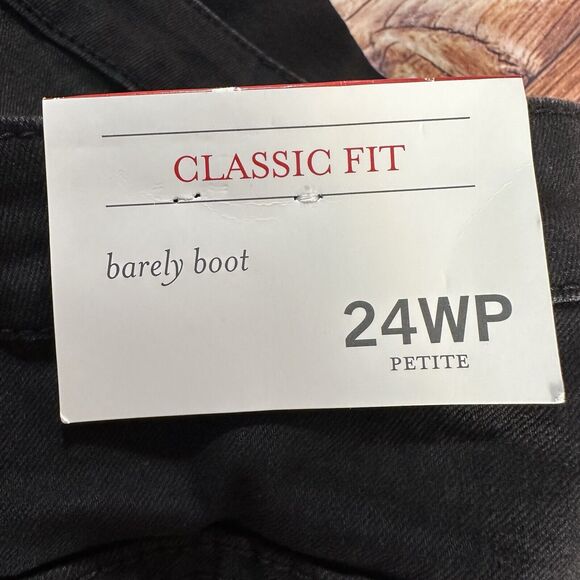 CLASSIC FIT
barely boot
24WP
PETITE